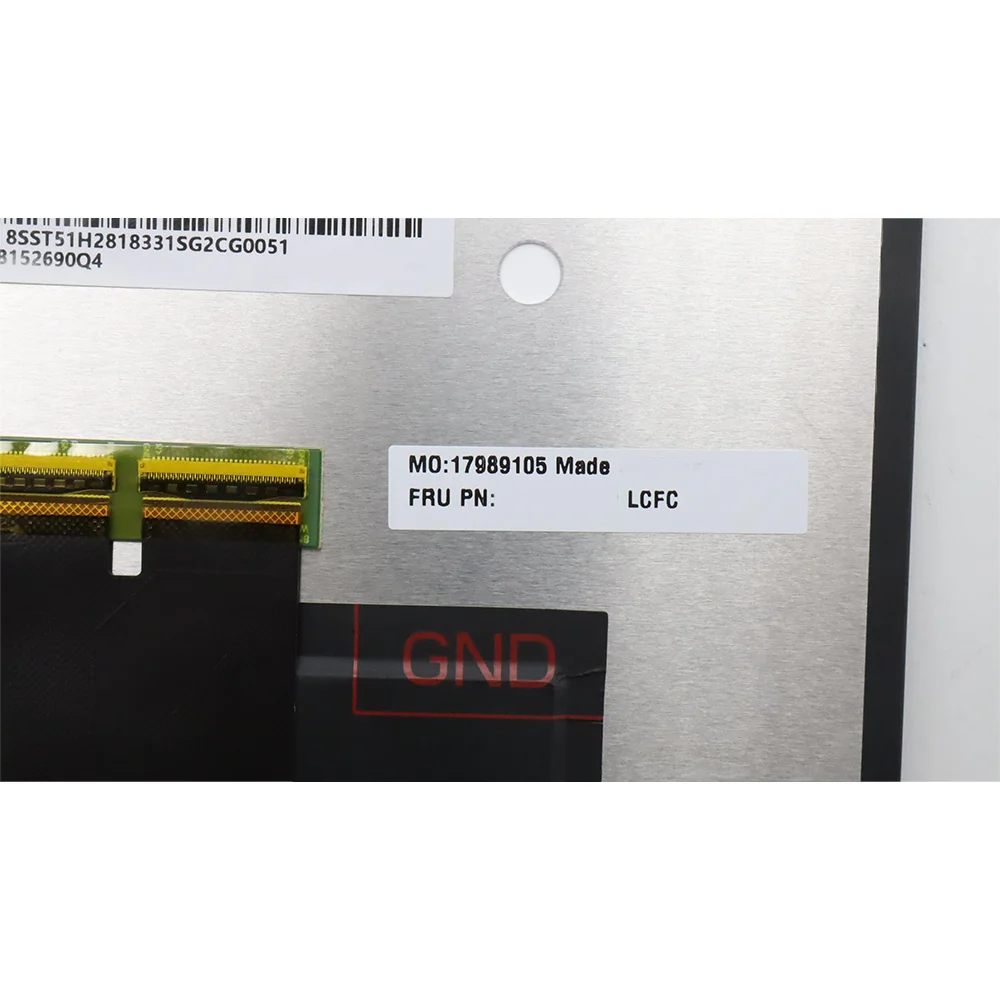 8SST51H2818331SG2CG0051
8152690Q4
MO:17989105 Made
FRU PN: LCFC
GND